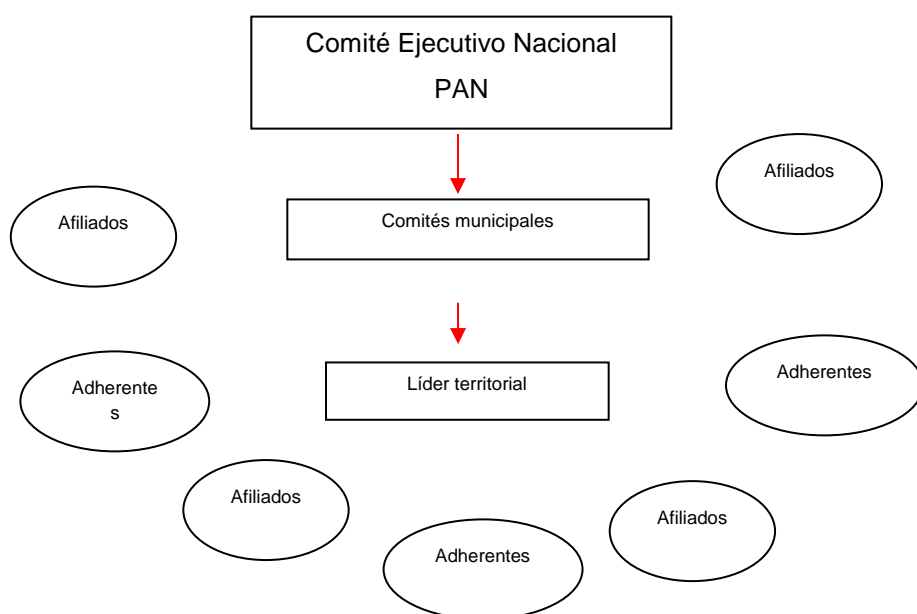 Comité Ejecutivo Nacional
PAN
Afiliados
Afiliados
Comités municipales
Adherente
s
Líder territorial
Adherentes
Afiliados
Afiliados
Adherentes